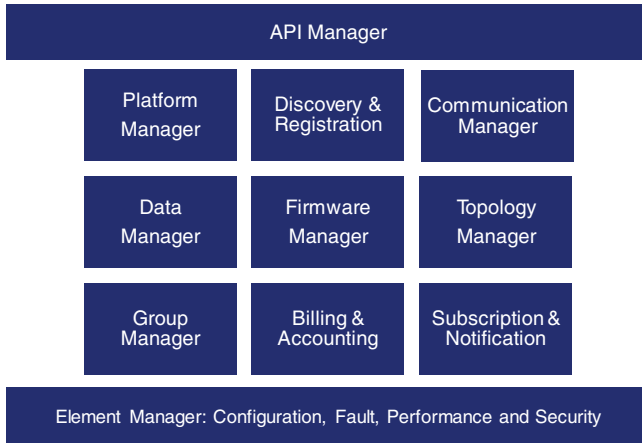 API Manager
Platform
Manager
Discovery &
Registration
Communication
Manager
Data
Manager
Firmware
Manager
Topology
Manager
Group
Manager
Billing &
Accounting
Subscription &
Notification
Element Manager: Configuration, Fault, Performance and Security